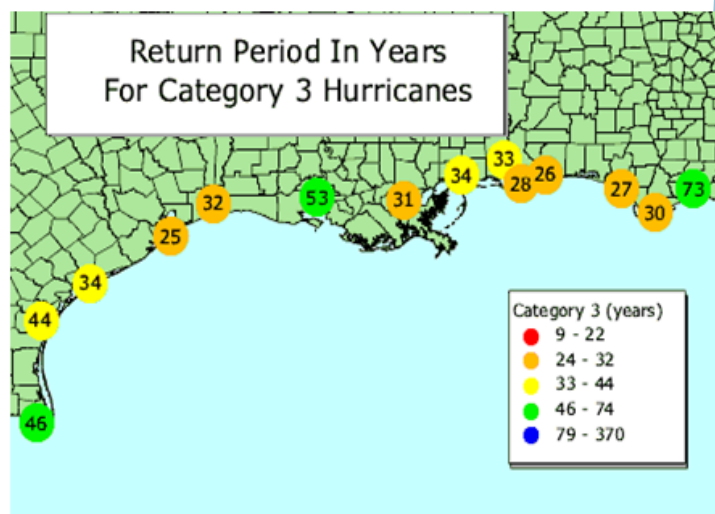 Return Period In Years
For Category 3 Hurricanes
33
34
28
26
27
73
53
31
32
30
25
34
44
46
Category 3 (years)
9 - 22
24 - 32
33 - 44
46 - 74
79 - 370